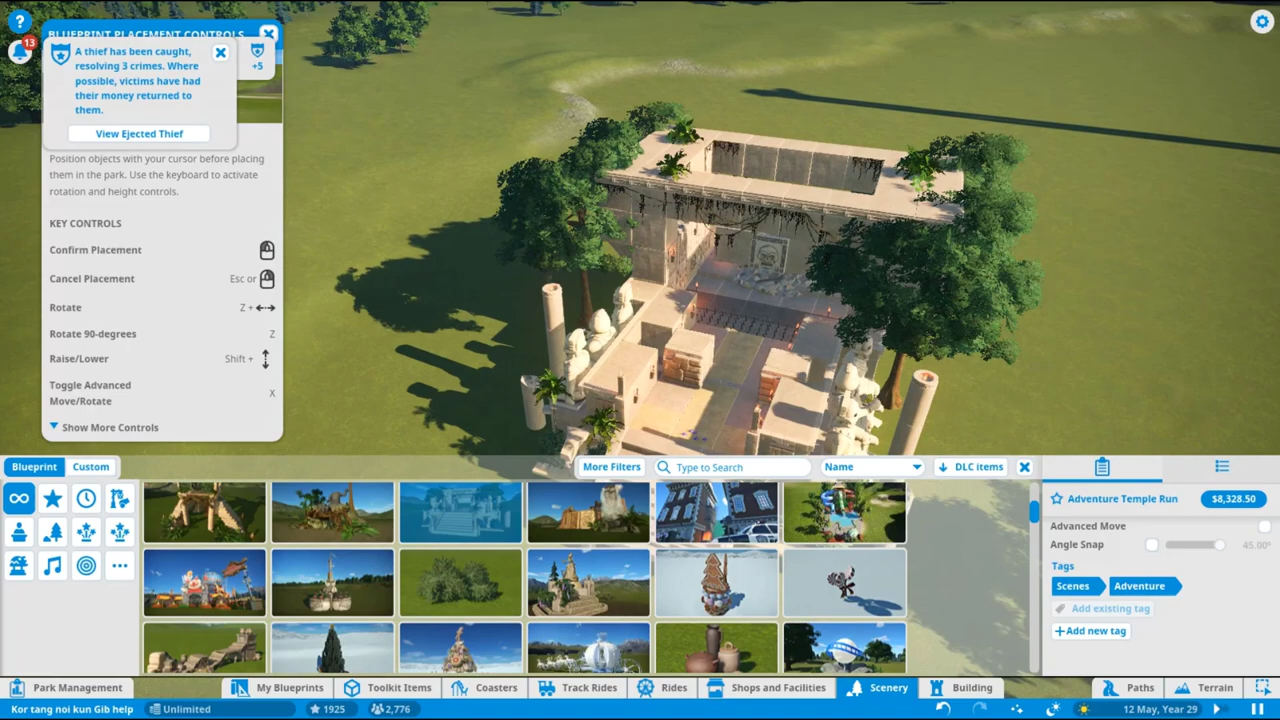 ?
13
BLUEPRINT PLACEMENT CONTROLS
A thief has been caught,
resolving 3 crimes. Where
possible, victims have had
their money returned to
them.
+5
View Ejected Thief
Position objects with your cursor before placing
them in the park. Use the keyboard to activate
rotation and height controls.
KEY CONTROLS
Confirm Placement
Cancel Placement Esc or
Rotate Z +
Rotate 90-degrees Z
Raise/Lower Shift +
Toggle Advanced
Move/Rotate X
Show More Controls
Blueprint Custom
More Filters Type to Search Name DLC items
Adventure Temple Run $8,328.50
Advanced Move
Angle Snap 45.00°
Tags
Scenes Adventure
Add existing tag
+Add new tag
Park Management My Blueprints Toolkit Items Coasters Track Rides Rides Shops and Facilities Scenery Building Paths Terrain
Kor tang noi kun Gib help Unlimited 1925 2,776 12 May, Year 29